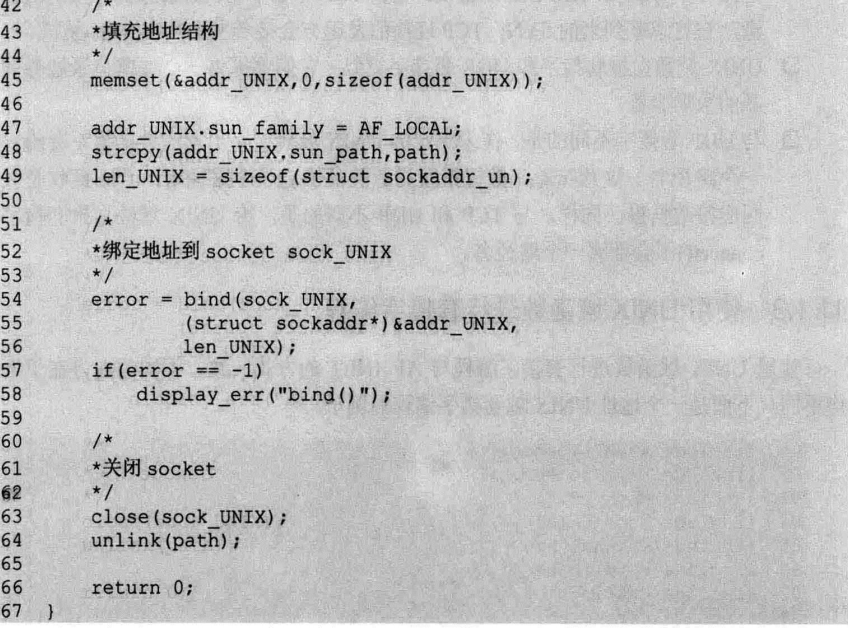 42 /*
43 *填充地址结构
44 */
45 memset(&addr_UNIX,0,sizeof(addr_UNIX));
46
47 addr_UNIX.sun_family = AF_LOCAL;
48 strcpy(addr_UNIX.sun_path,path);
49 len_UNIX = sizeof(struct sockaddr_un);
50
51 /*
52 *绑定地址到 socket sock_UNIX
53 */
54 error = bind(sock_UNIX,
55 (struct sockaddr*)&addr_UNIX,
56 len_UNIX);
57 if(error == -1)
58 display_err("bind()");
59
60 /*
61 *关闭 socket
62 */
63 close(sock_UNIX);
64 unlink(path);
65
66 return 0;
67 }